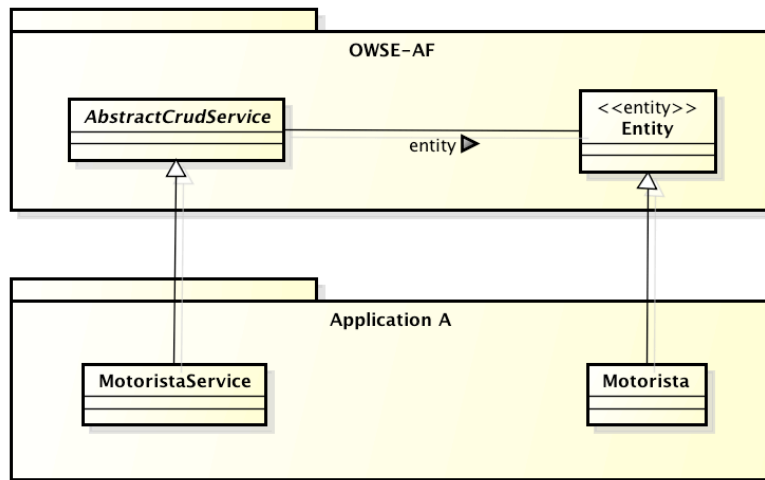 OWSE-AF
AbstractCrudService
<<entity>>
Entity
entity
Application A
MotoristaService
Motorista